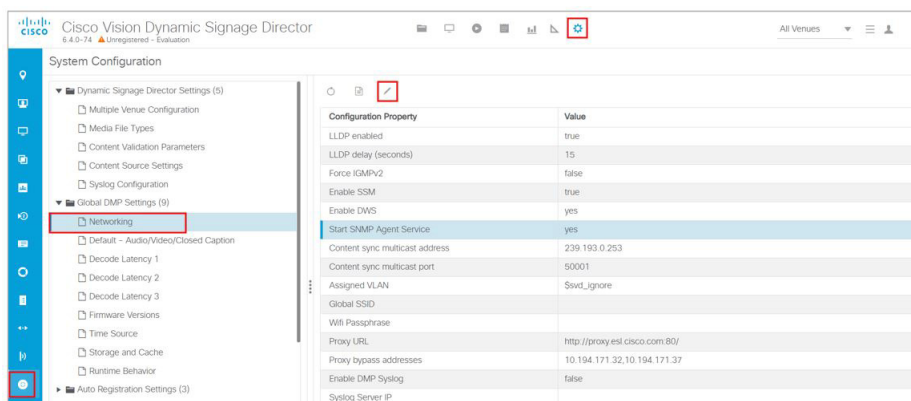 CISCO
Cisco Vision Dynamic Signage Director
6.4.0-74 Unregistered - Evaluation
All Venues
System Configuration
Dynamic Signage Director Settings (5)
Multiple Venue Configuration
Media File Types
Content Validation Parameters
Content Source Settings
Syslog Configuration
Global DMP Settings (9)
Networking
Default - Audio/Video/Closed Caption
Decode Latency 1
Decode Latency 2
Decode Latency 3
Firmware Versions
Time Source
Storage and Cache
Runtime Behavior
Auto Registration Settings (3)
Configuration Property Value
LLDP enabled true
LLDP delay (seconds) 15
Force IGMPv2 false
Enable SSM true
Enable DWS yes
Start SNMP Agent Service yes
Content sync multicast address 239.193.0.253
Content sync multicast port 50001
Assigned VLAN $svd_ignore
Global SSID
Wifi Passphrase
Proxy URL http://proxy.esl.cisco.com:80/
Proxy bypass addresses 10.194.171.32,10.194.171.37
Enable DMP Syslog false
Syslog Server IP